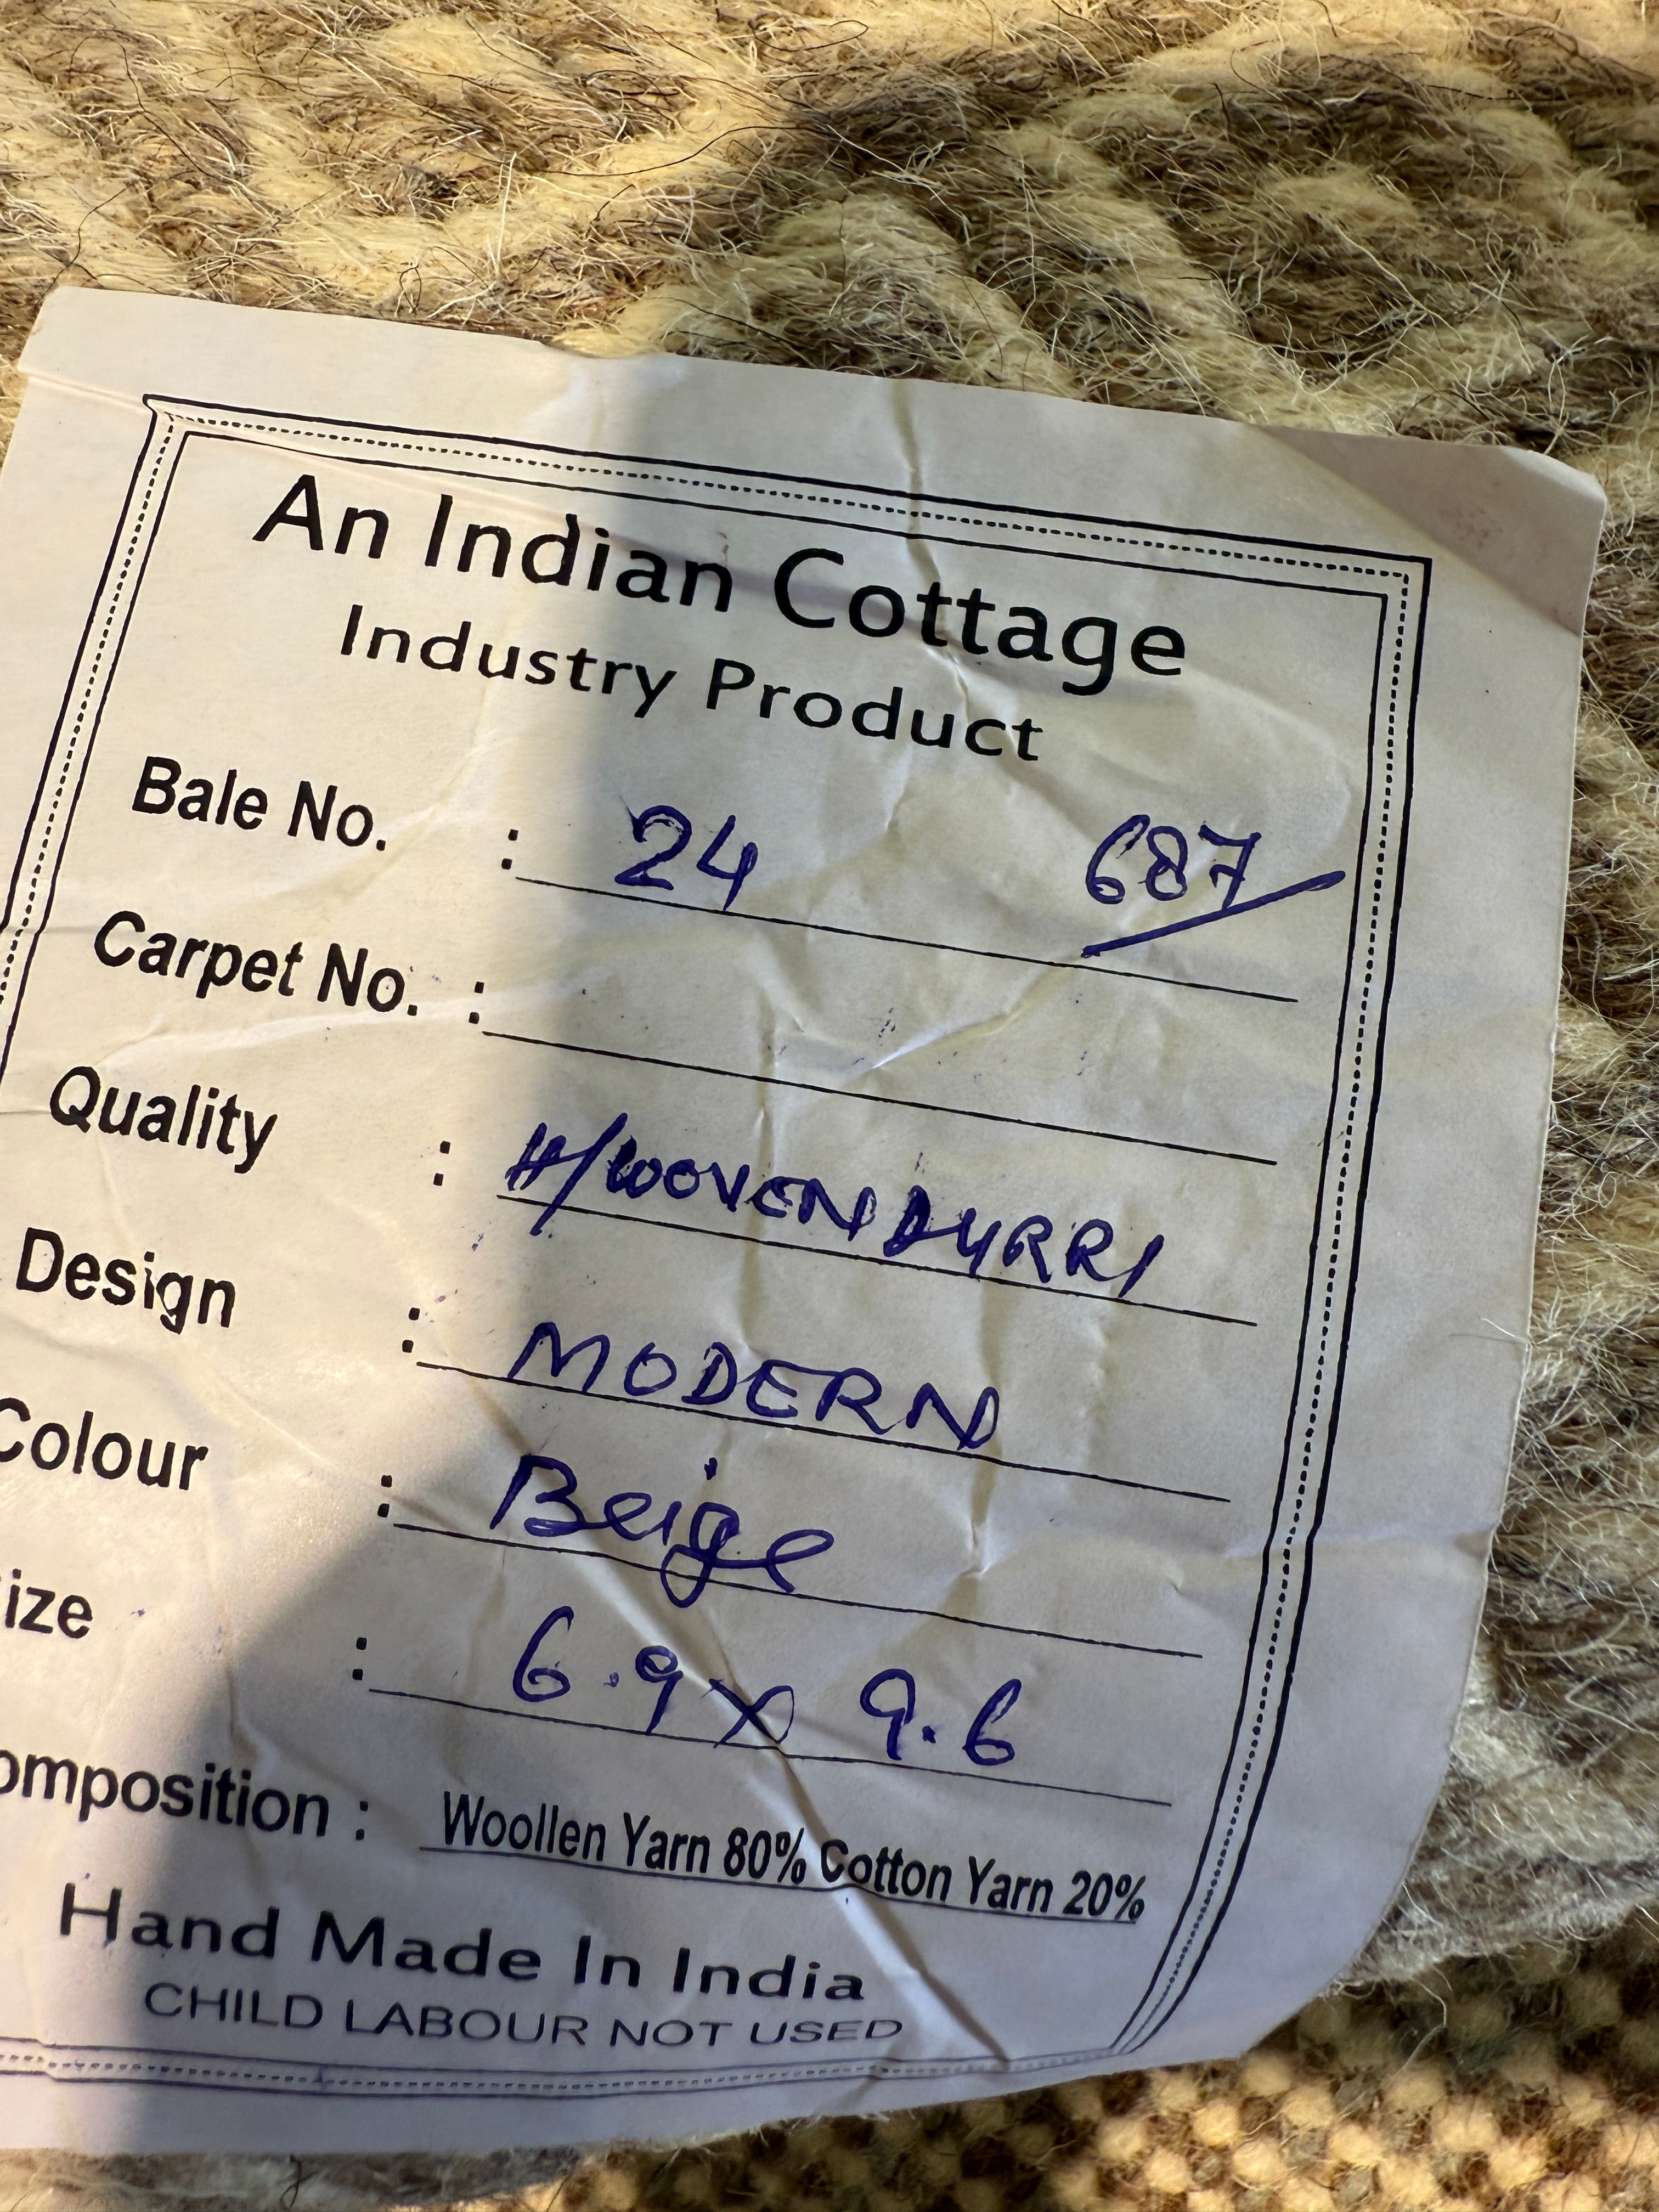 An Indian Cottage
Industry Product
Bale No. : 24 687/
Carpet No. :
Quality : H/WOVEN DURRI
Design : MODERN
Colour : Beige
ize : 6.9 x 9.6
omposition : Woollen Yarn 80% Cotton Yarn 20%
Hand Made In India
CHILD LABOUR NOT USED